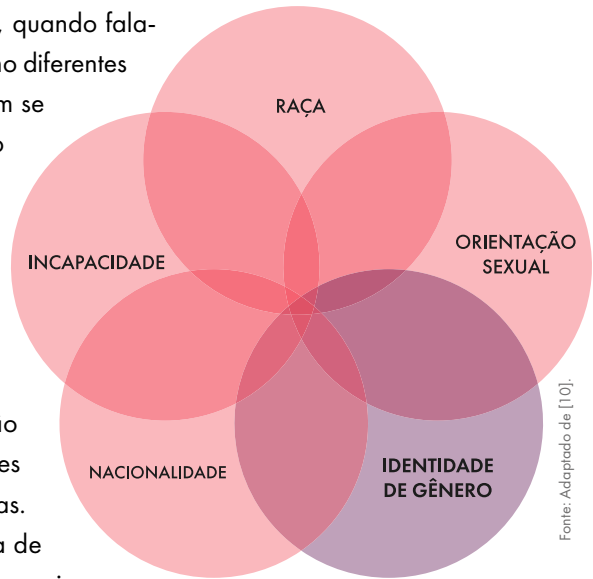 , quando fala-
diferentes
m se
RAÇA
INCAPACIDADE
ORIENTAÇÃO
SEXUAL
NACIONALIDADE
IDENTIDADE
DE GÊNERO
Fonte: Adaptado de [10].
ão
es
as.
a de